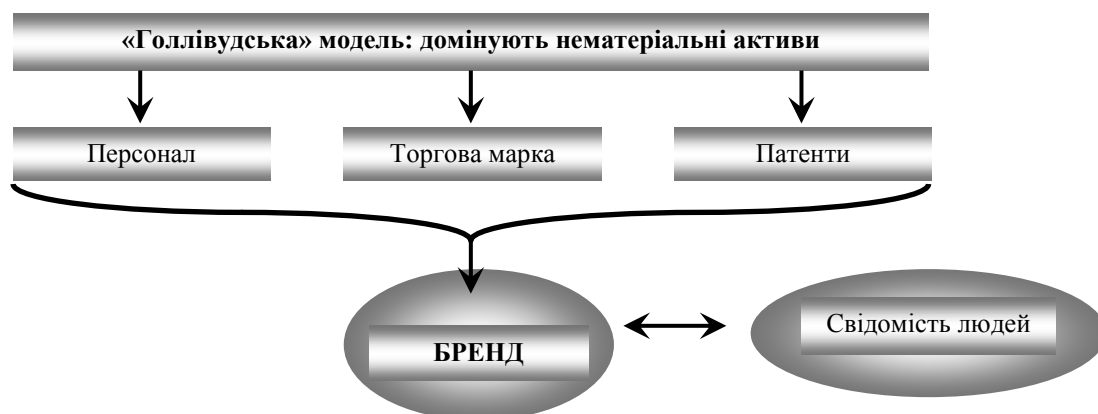 «Голлівудська» модель: домінують нематеріальні активи
Персонал
Торгова марка
Патенти
БРЕНД
Свідомість людей